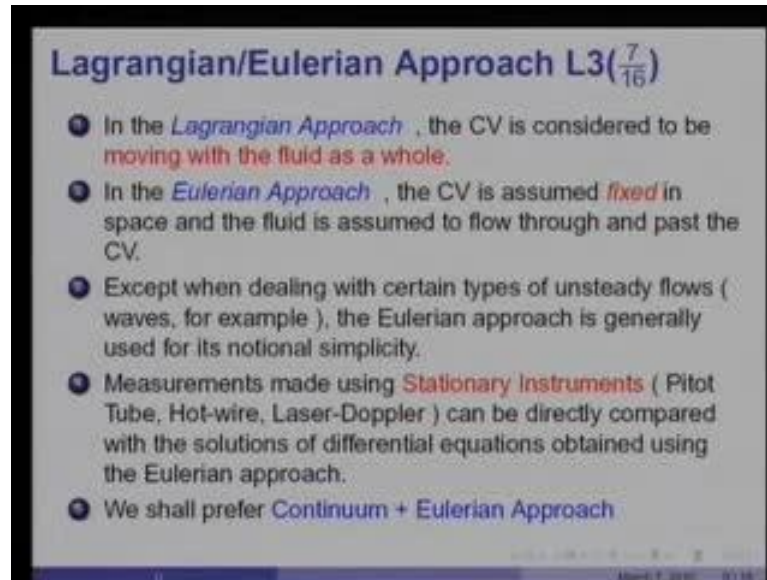 Lagrangian/Eulerian Approach L3(7/16)
In the Lagrangian Approach , the CV is considered to be
moving with the fluid as a whole.
In the Eulerian Approach , the CV is assumed fixed in
space and the fluid is assumed to flow through and past the
CV.
Except when dealing with certain types of unsteady flows (
waves, for example ), the Eulerian approach is generally
used for its notional simplicity.
Measurements made using Stationary Instruments ( Pitot
Tube, Hot-wire, Laser-Doppler ) can be directly compared
with the solutions of differential equations obtained using
the Eulerian approach.
We shall prefer Continuum + Eulerian Approach